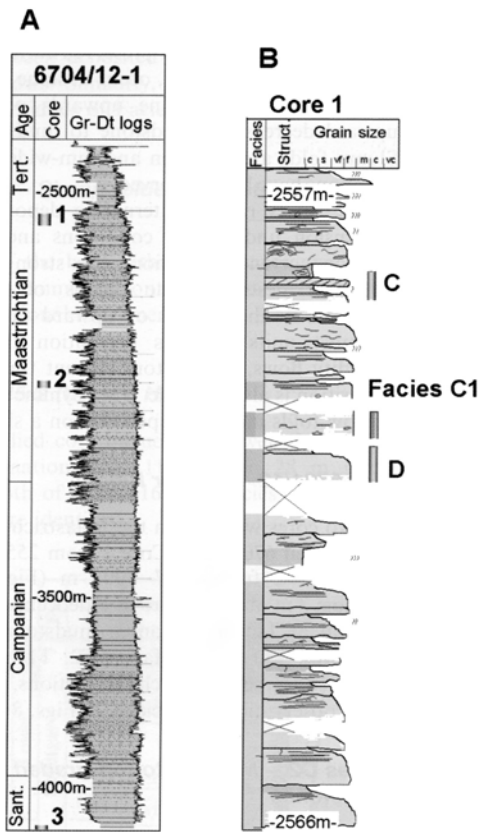 A
6704/12-1
Age
Core
Gr-Dt logs
Tert.
-2500m-
1
Maastrichtian
2
-3500m-
Campanian
-4000m-
Sant.
3
B
Core 1
Facies
Struct.
Grain size
c s vf f m c vc
-2557m-
C
Facies C1
D
-2566m-